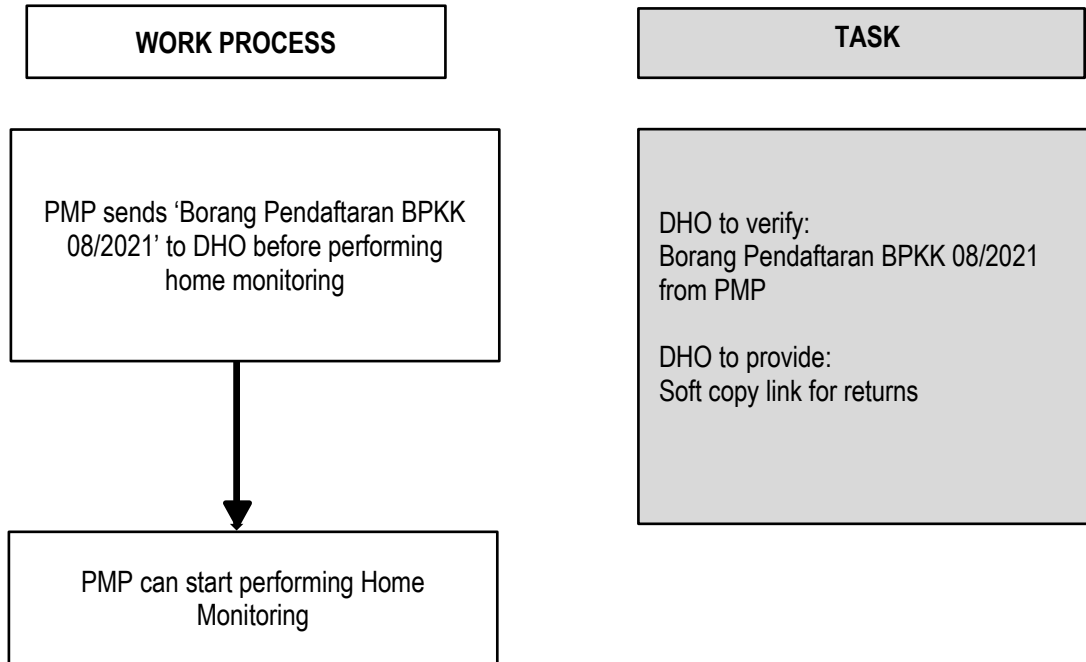 WORK PROCESS
TASK
PMP sends ‘Borang Pendaftaran BPKK
08/2021’ to DHO before performing
home monitoring
DHO to verify:
Borang Pendaftaran BPKK 08/2021
from PMP
DHO to provide:
Soft copy link for returns
PMP can start performing Home
Monitoring